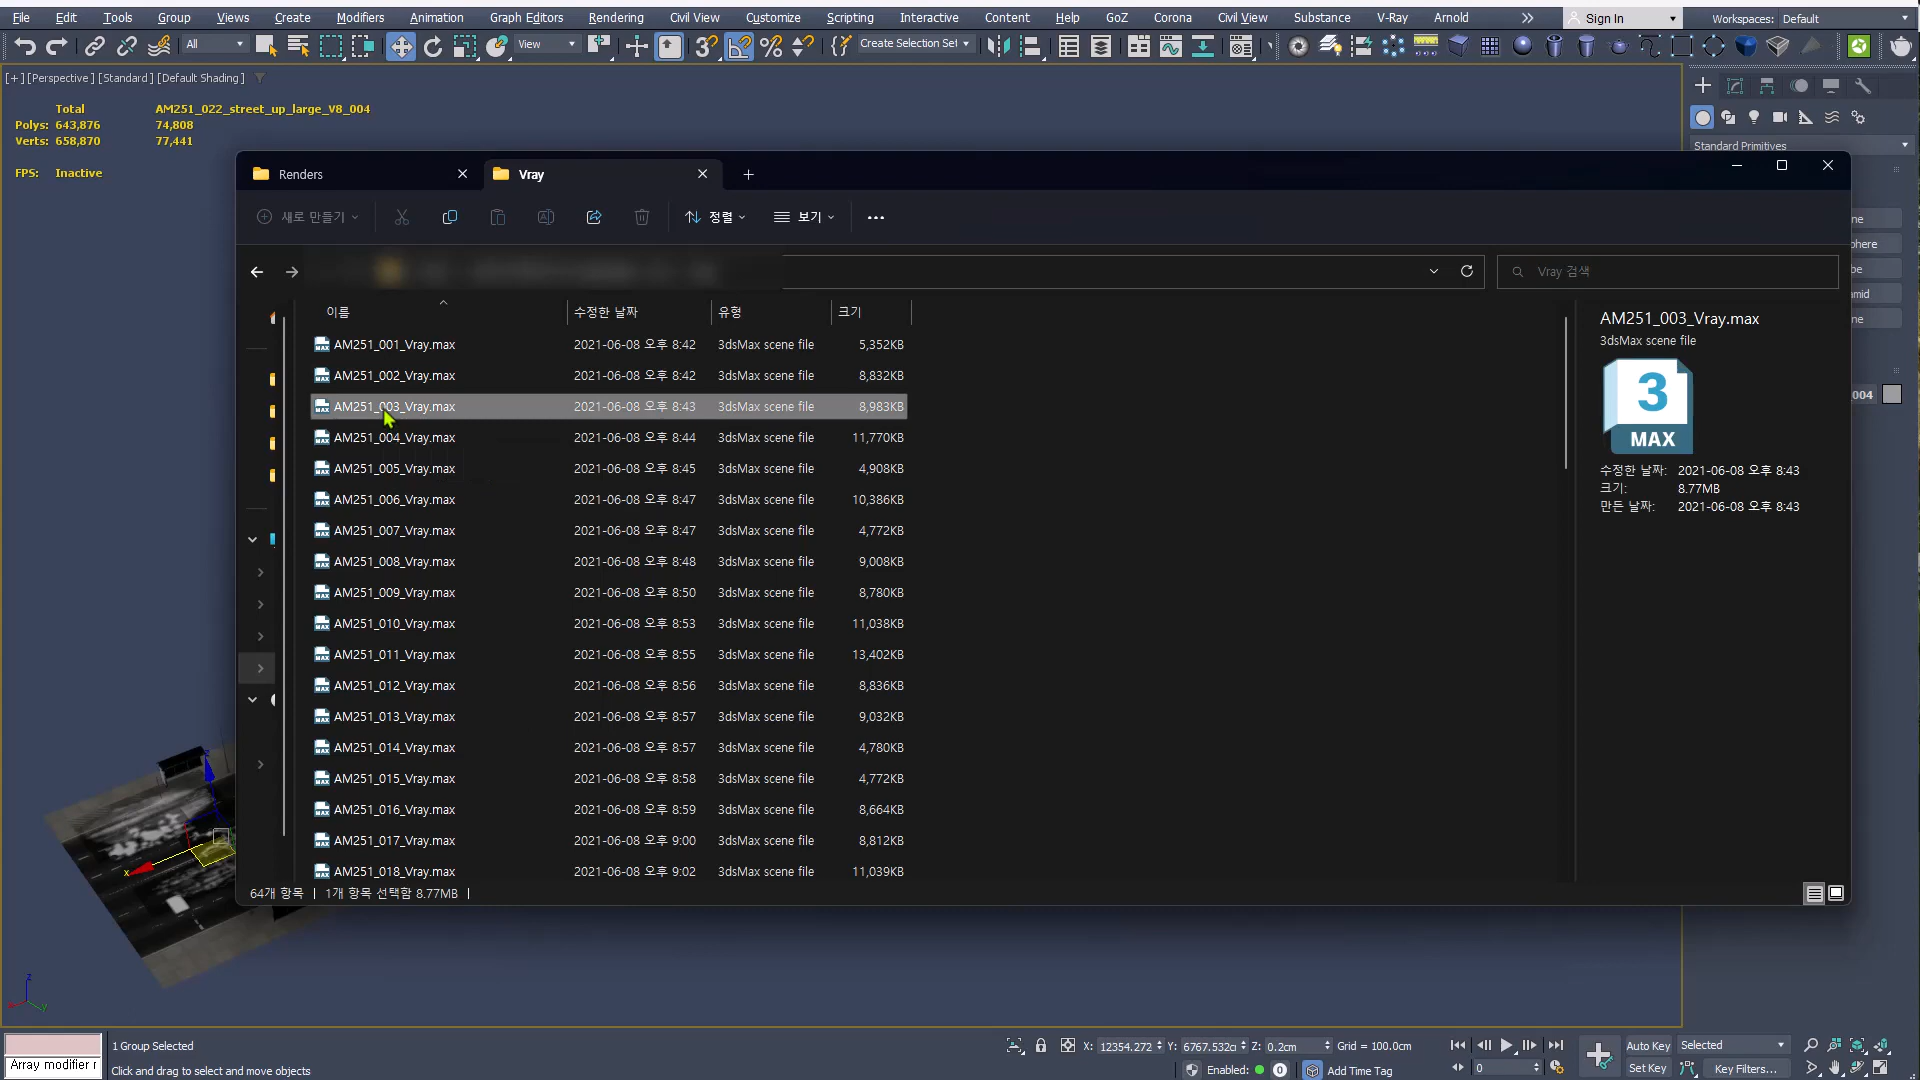 File Edit Tools Group Views Create Modifiers Animation Graph Editors Rendering Civil View Customize Scripting Interactive Content Help GoZ Corona Civil View Substance V-Ray Arnold >> Sign In Workspaces: Default
All View Create Selection Set
[+] [Perspective] [Standard] [Default Shading]
Total AM251_022_street_up_large_V8_004
Polys: 643,876 74,808
Verts: 658,870 77,441
FPS: Inactive
Standard Primitives
Renders Vray
새로 만들기 정렬 보기
Vray 검색
이름 수정한 날짜 유형 크기
AM251_001_Vray.max 2021-06-08 오후 8:42 3dsMax scene file 5,352KB
AM251_002_Vray.max 2021-06-08 오후 8:42 3dsMax scene file 8,832KB
AM251_003_Vray.max 2021-06-08 오후 8:43 3dsMax scene file 8,983KB
AM251_004_Vray.max 2021-06-08 오후 8:44 3dsMax scene file 11,770KB
AM251_005_Vray.max 2021-06-08 오후 8:45 3dsMax scene file 4,908KB
AM251_006_Vray.max 2021-06-08 오후 8:47 3dsMax scene file 10,386KB
AM251_007_Vray.max 2021-06-08 오후 8:47 3dsMax scene file 4,772KB
AM251_008_Vray.max 2021-06-08 오후 8:48 3dsMax scene file 9,008KB
AM251_009_Vray.max 2021-06-08 오후 8:50 3dsMax scene file 8,780KB
AM251_010_Vray.max 2021-06-08 오후 8:53 3dsMax scene file 11,038KB
AM251_011_Vray.max 2021-06-08 오후 8:55 3dsMax scene file 13,402KB
AM251_012_Vray.max 2021-06-08 오후 8:56 3dsMax scene file 8,836KB
AM251_013_Vray.max 2021-06-08 오후 8:57 3dsMax scene file 9,032KB
AM251_014_Vray.max 2021-06-08 오후 8:57 3dsMax scene file 4,780KB
AM251_015_Vray.max 2021-06-08 오후 8:58 3dsMax scene file 4,772KB
AM251_016_Vray.max 2021-06-08 오후 8:59 3dsMax scene file 8,664KB
AM251_017_Vray.max 2021-06-08 오후 9:00 3dsMax scene file 8,812KB
AM251_018_Vray.max 2021-06-08 오후 9:02 3dsMax scene file 11,039KB
64개 항목 | 1개 항목 선택함 8.77MB |
AM251_003_Vray.max
3dsMax scene file
3
MAX
수정한 날짜: 2021-06-08 오후 8:43
크기: 8.77MB
만든 날짜: 2021-06-08 오후 8:43
ne
phere
be
amid
ne
004
1 Group Selected X: 12354.272 Y: 6767.532c Z: 0.2cm Grid = 100.0cm Auto Key Selected
Array modifier r Click and drag to select and move objects Enabled: 0 Add Time Tag 0 Set Key Key Filters...